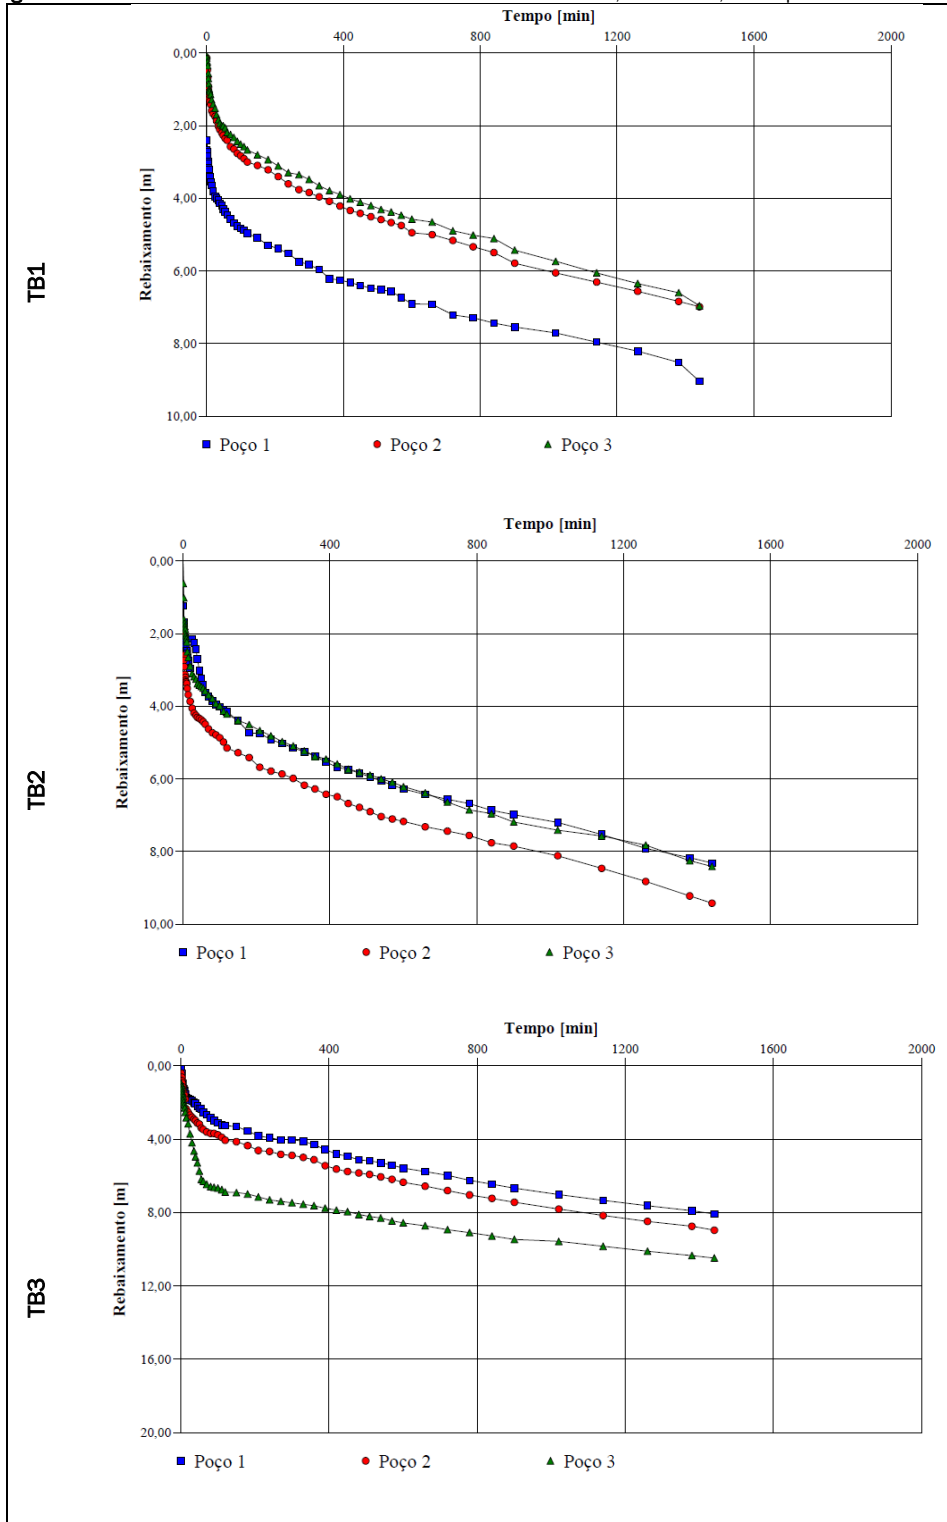 Tempo [min]
0 400 800 1200 1600 2000
0,00
2,00
4,00
6,00
8,00
10,00
Rebaixamento [m]
TB1
Poço 1 Poço 2 Poço 3
Tempo [min]
0 400 800 1200 1600 2000
0,00
2,00
4,00
6,00
8,00
10,00
Rebaixamento [m]
TB2
Poço 1 Poço 2 Poço 3
Tempo [min]
0 400 800 1200 1600 2000
0,00
4,00
8,00
12,00
16,00
20,00
Rebaixamento [m]
TB3
Poço 1 Poço 2 Poço 3